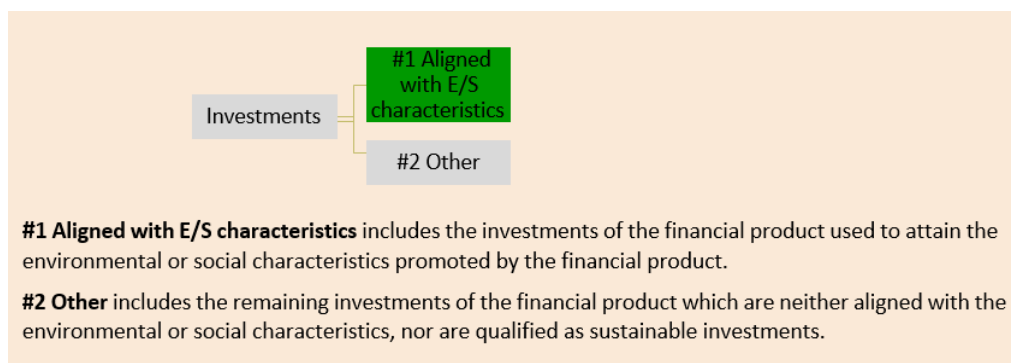 #1 Aligned
with E/S
characteristics
Investments
#2 Other
#1 Aligned with E/S characteristics includes the investments of the financial product used to attain the
environmental or social characteristics promoted by the financial product.
#2 Other includes the remaining investments of the financial product which are neither aligned with the
environmental or social characteristics, nor are qualified as sustainable investments.